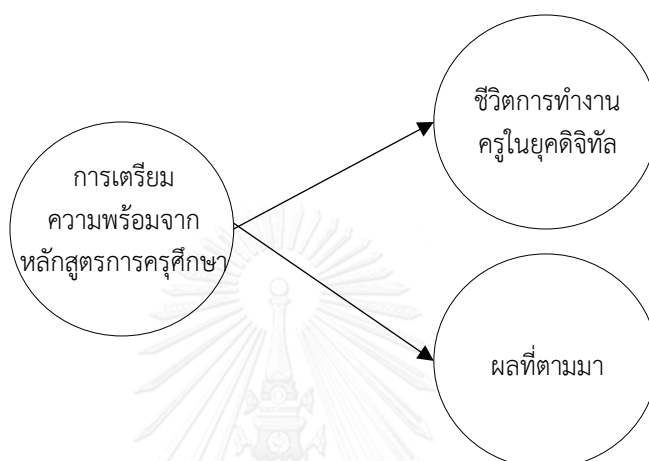 ชีวิตการทำงาน
ครูในยุคดิจิทัล
การเตรียม
ความพร้อมจาก
หลักสูตรการครุศึกษา
ผลที่ตามมา